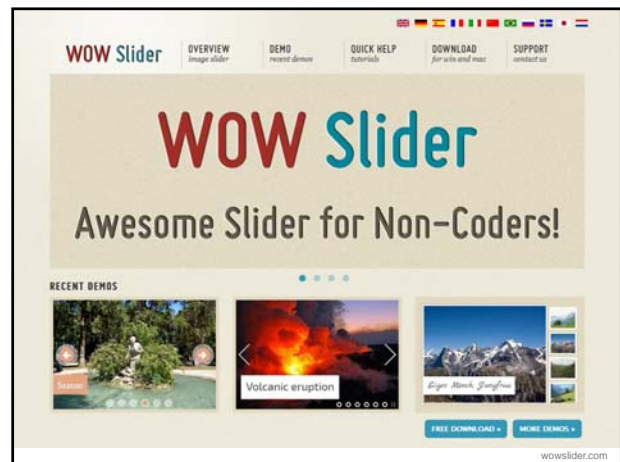 WOW Slider
OVERVIEW
image slider
DEMO
recent demos
QUICK HELP
tutorials
DOWNLOAD
for win and mac
SUPPORT
contact us
WOW Slider
Awesome Slider for Non-Coders!
RECENT DEMOS
Statue
Volcanic eruption
Eiger Mönch Jungfrau
FREE DOWNLOAD »
MORE DEMOS »
wowslider.com